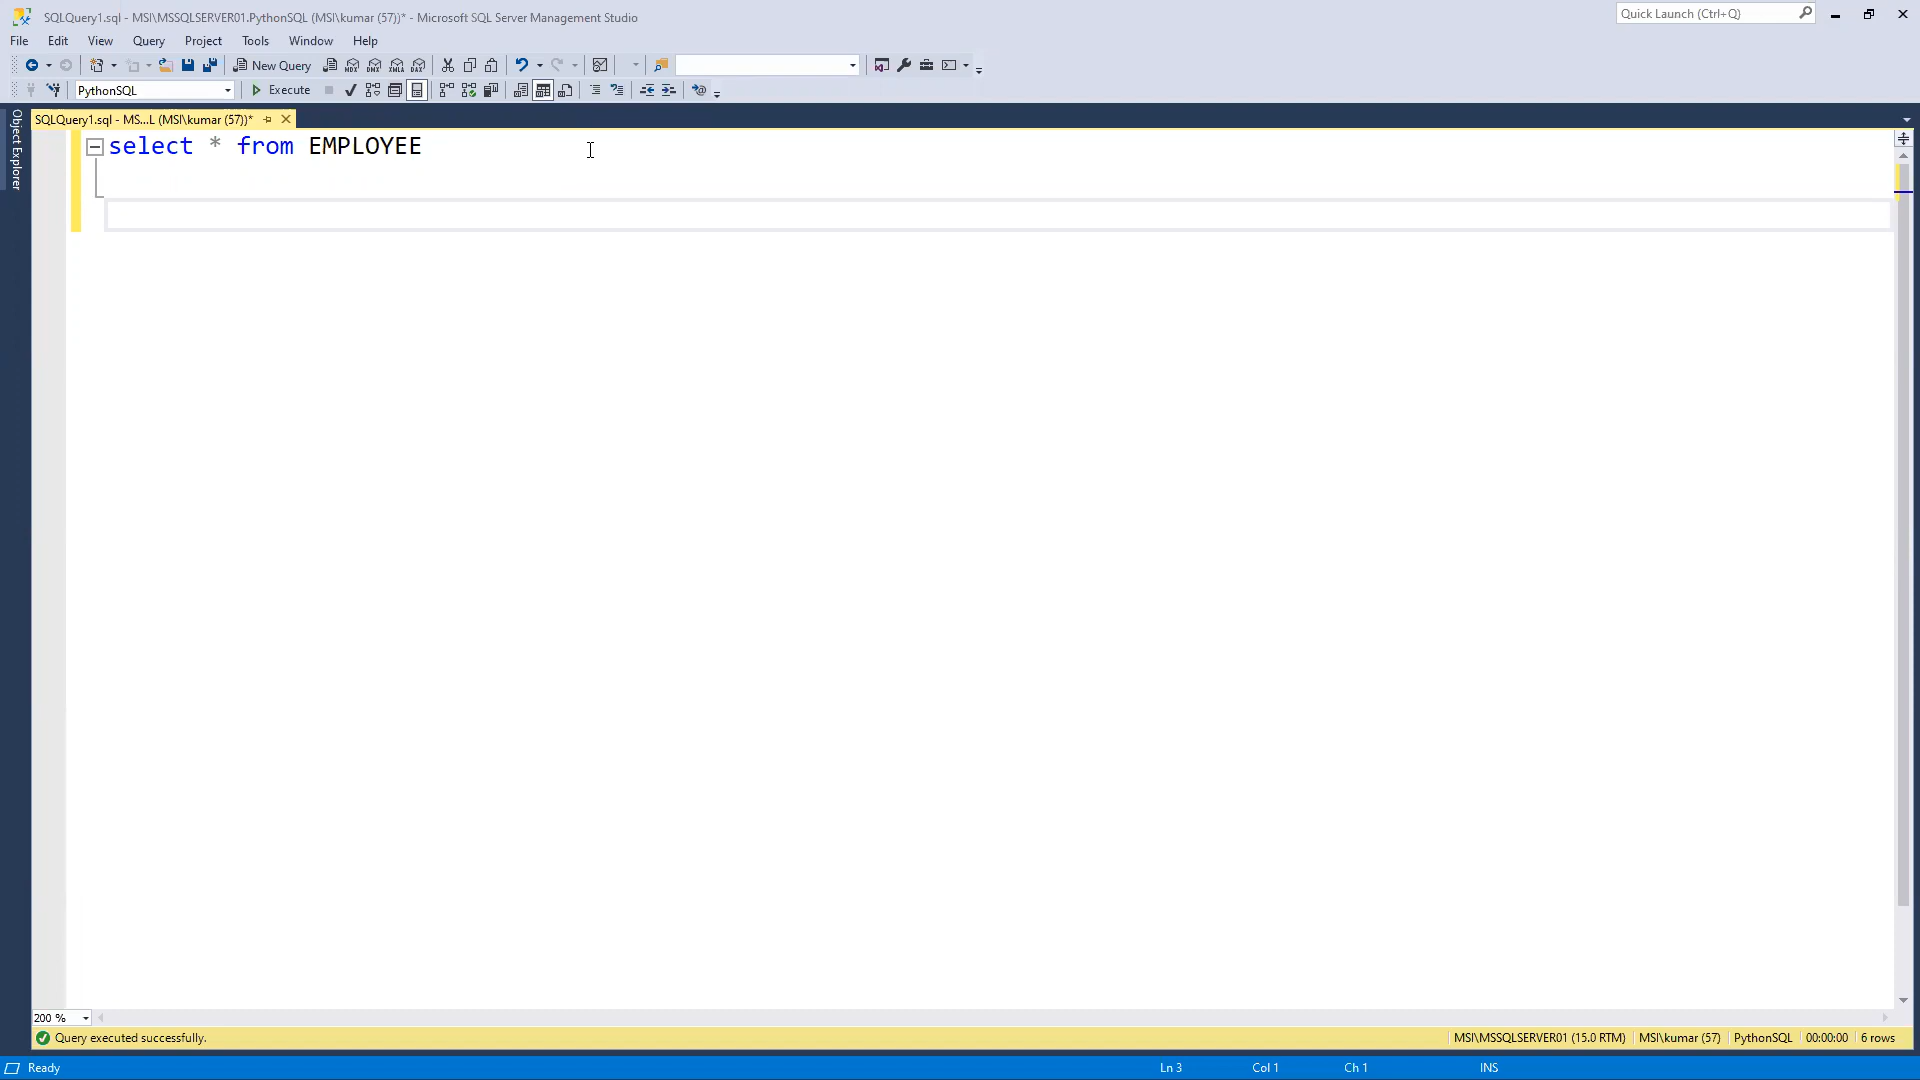 SQLQuery1.sql - MSI\MSSQLSERVER01.PythonSQL (MSI\kumar (57))* - Microsoft SQL Server Management Studio
Quick Launch (Ctrl+Q)
File Edit View Query Project Tools Window Help
New Query
PythonSQL Execute
SQLQuery1.sql - MS...L (MSI\kumar (57))*
Object Explorer
select * from EMPLOYEE
200 %
Query executed successfully. MSI\MSSQLSERVER01 (15.0 RTM) MSI\kumar (57) PythonSQL 00:00:00 6 rows
Ready Ln 3 Col 1 Ch 1 INS